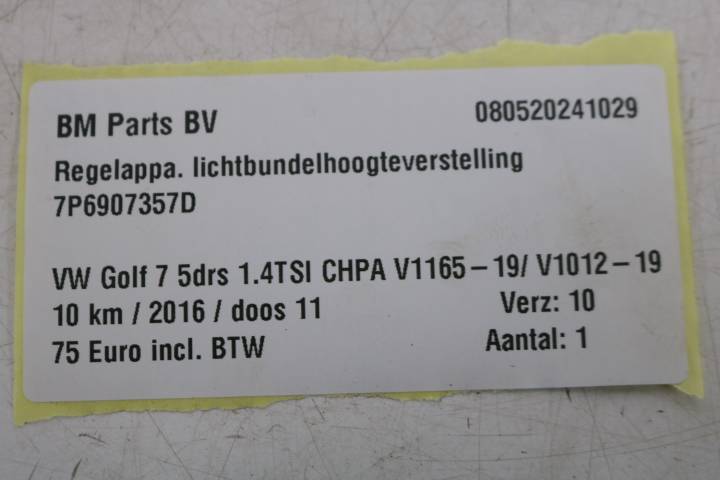 BM Parts BV 080520241029
Regelappa. lichtbundelhoogteverstelling
7P6907357D
VW Golf 7 5drs 1.4TSI CHPA V1165-19/ V1012-19
10 km / 2016 / doos 11 Verz: 10
75 Euro incl. BTW Aantal: 1